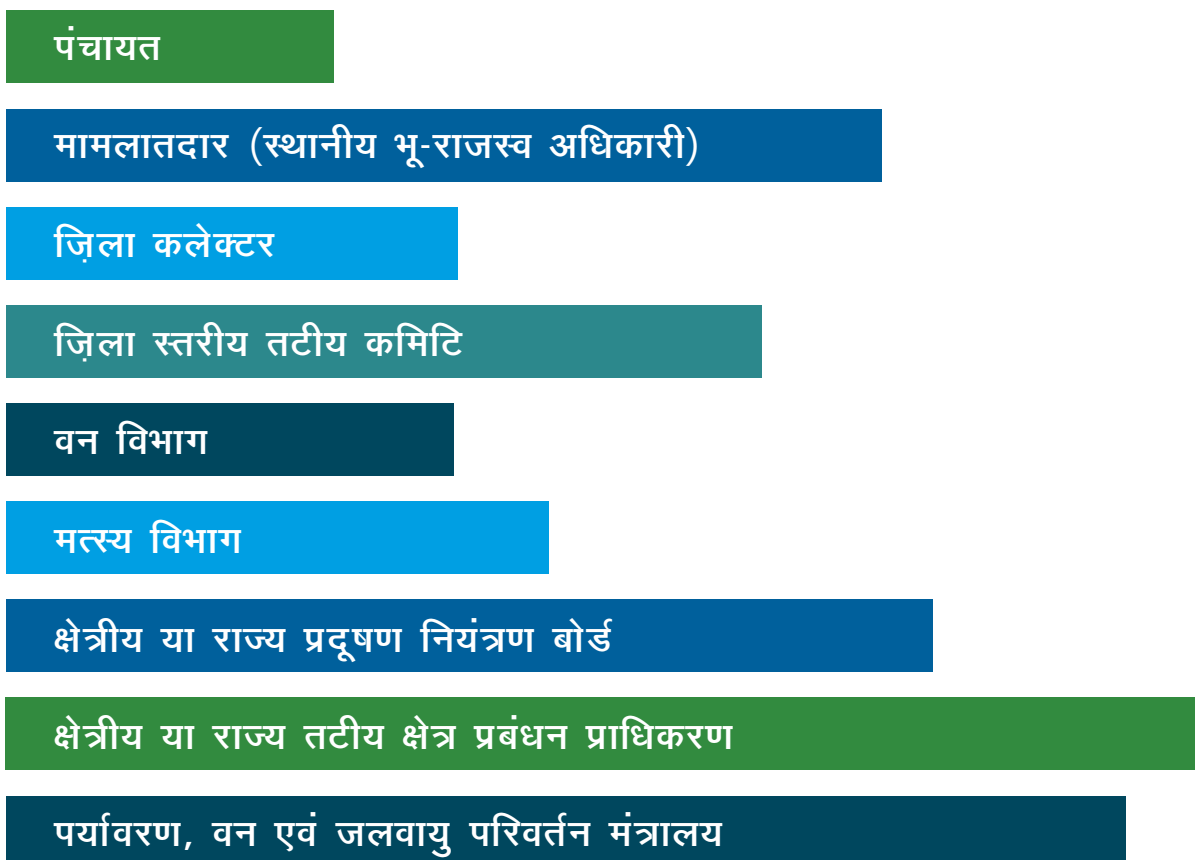 पंचायत
मामलातदार (स्थानीय भू-राजस्व अधिकारी)
ज़िला कलेक्टर
ज़िला स्तरीय तटीय कमिटि
वन विभाग
मत्स्य विभाग
क्षेत्रीय या राज्य प्रदूषण नियंत्रण बोर्ड
क्षेत्रीय या राज्य तटीय क्षेत्र प्रबंधन प्राधिकरण
पर्यावरण, वन एवं जलवायु परिवर्तन मंत्रालय